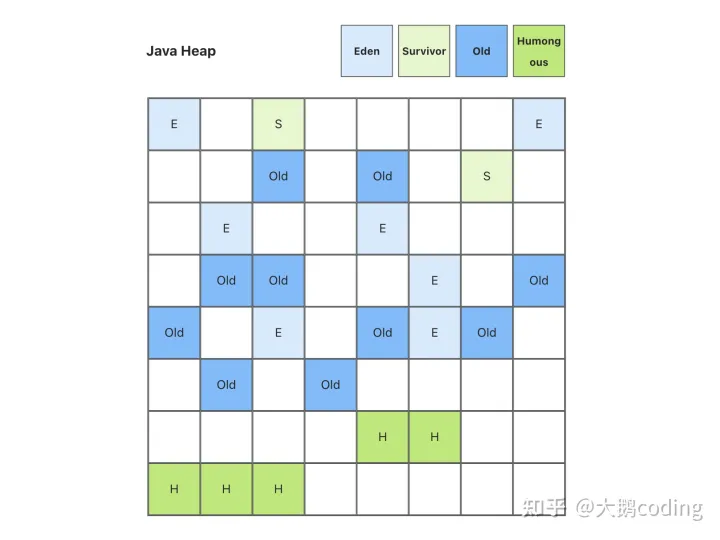 Java Heap
Eden
Survivor
Old
Humong
ous
E S E
Old Old S
E E
Old Old E Old
Old E Old E Old
Old Old
H H
H H H
知乎 @大鹅coding